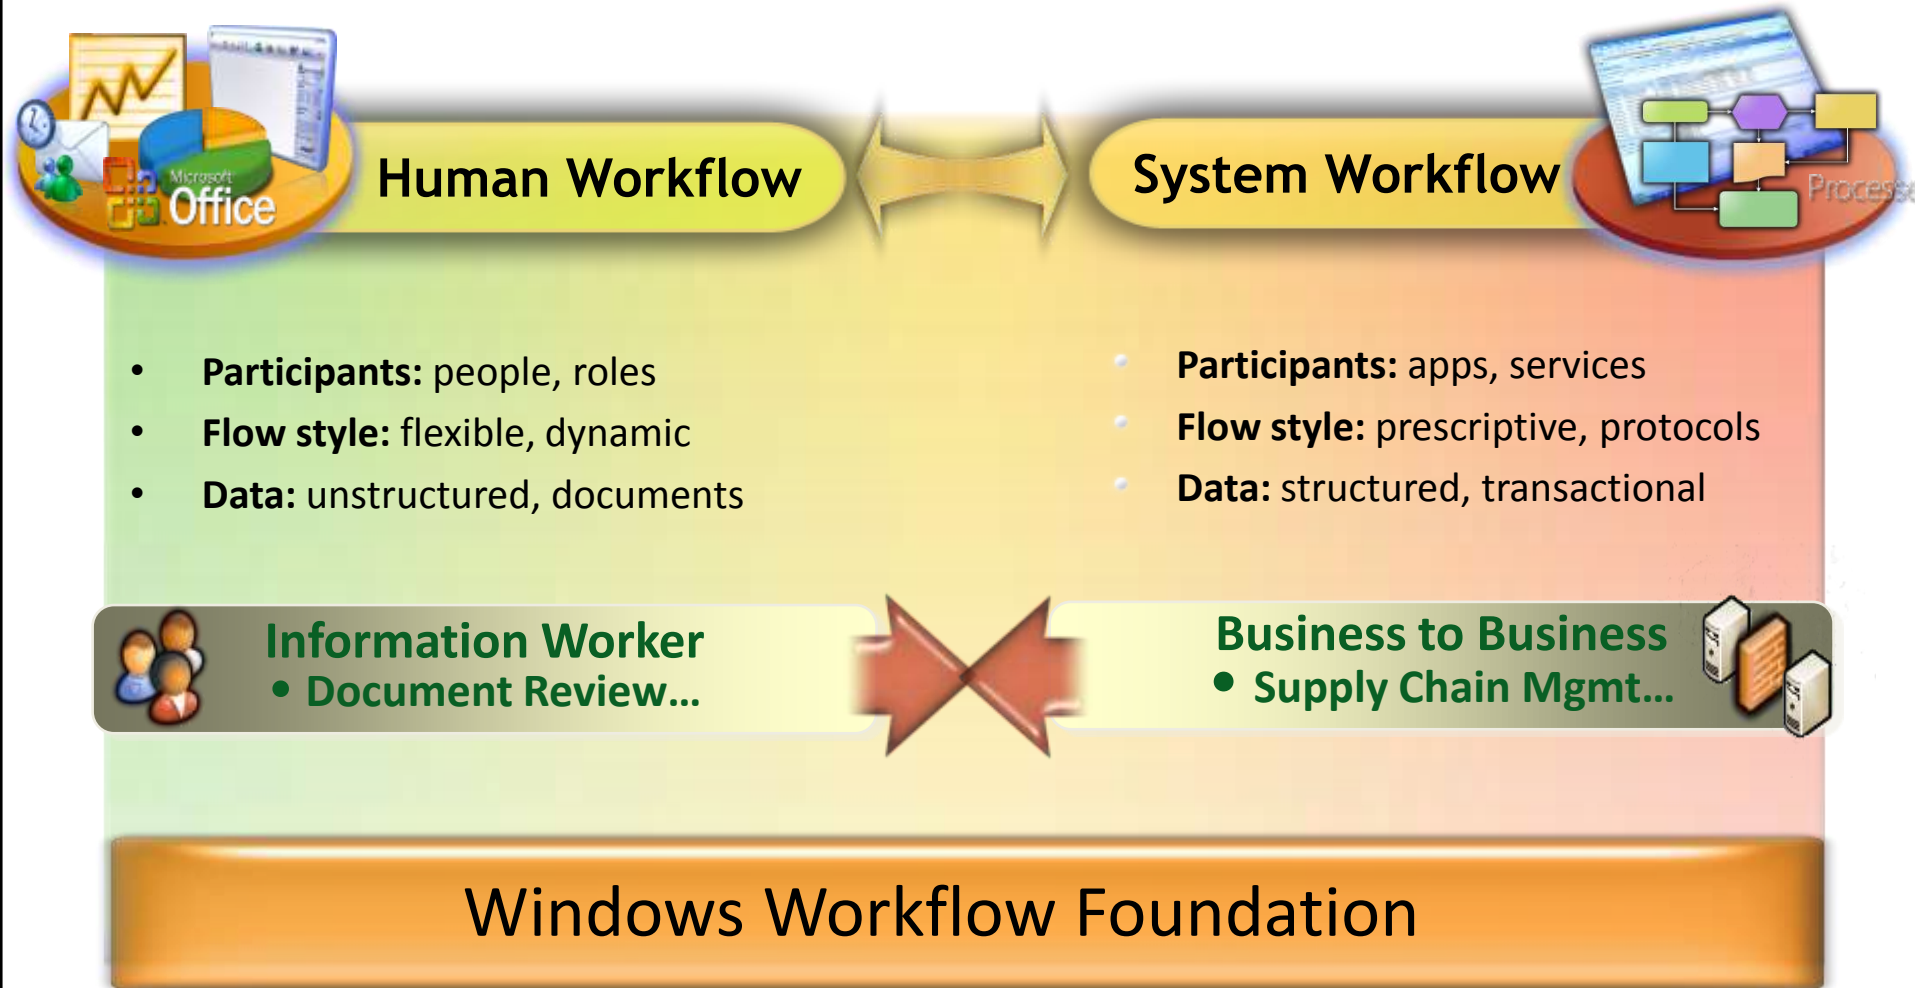 Microsoft
Office
Human Workflow
System Workflow
• Participants: people, roles
• Flow style: flexible, dynamic
• Data: unstructured, documents
• Participants: apps, services
• Flow style: prescriptive, protocols
• Data: structured, transactional
Information Worker
• Document Review...
Business to Business
• Supply Chain Mgmt...
Windows Workflow Foundation